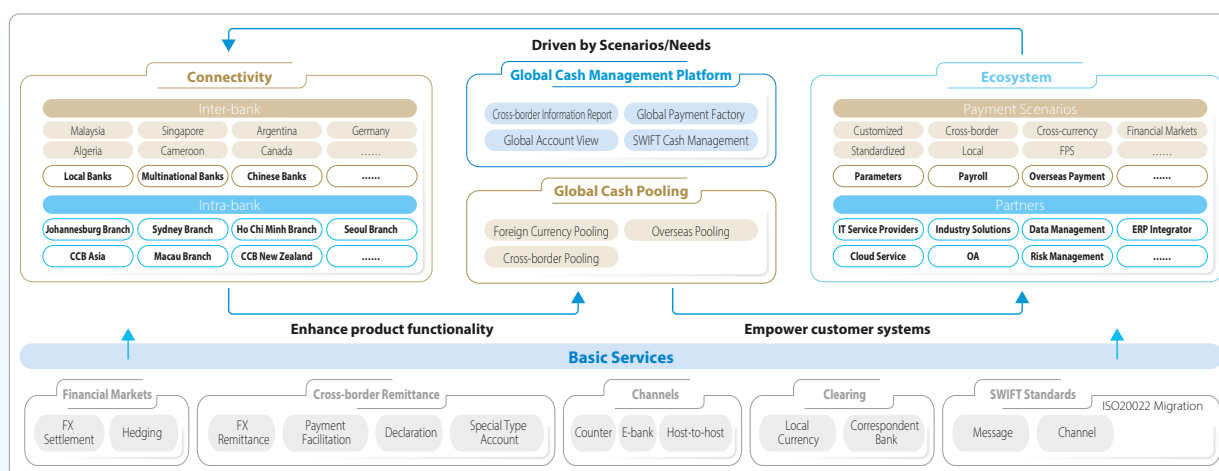 Driven by Scenarios/Needs
Connectivity
Inter-bank
Malaysia Singapore Argentina Germany
Algeria Cameroon Canada ......
Local Banks Multinational Banks Chinese Banks ......
Intra-bank
Johannesburg Branch Sydney Branch Ho Chi Minh Branch Seoul Branch
CCB Asia Macau Branch CCB New Zealand ......
Global Cash Management Platform
Cross-border Information Report Global Payment Factory
Global Account View SWIFT Cash Management
Global Cash Pooling
Foreign Currency Pooling Overseas Pooling
Cross-border Pooling
Ecosystem
Payment Scenarios
Customized Cross-border Cross-currency Financial Markets
Standardized Local FPS ......
Parameters Payroll Overseas Payment ......
Partners
IT Service Providers Industry Solutions Data Management ERP Integrator
Cloud Service OA Risk Management ......
Enhance product functionality
Empower customer systems
Basic Services
Financial Markets
FX
Settlement
Hedging
Cross-border Remittance
FX
Remittance
Payment
Facilitation
Declaration
Special Type
Account
Channels
Counter E-bank Host-to-host
Clearing
Local
Currency
Correspondent
Bank
SWIFT Standards
ISO20022 Migration
Message Channel